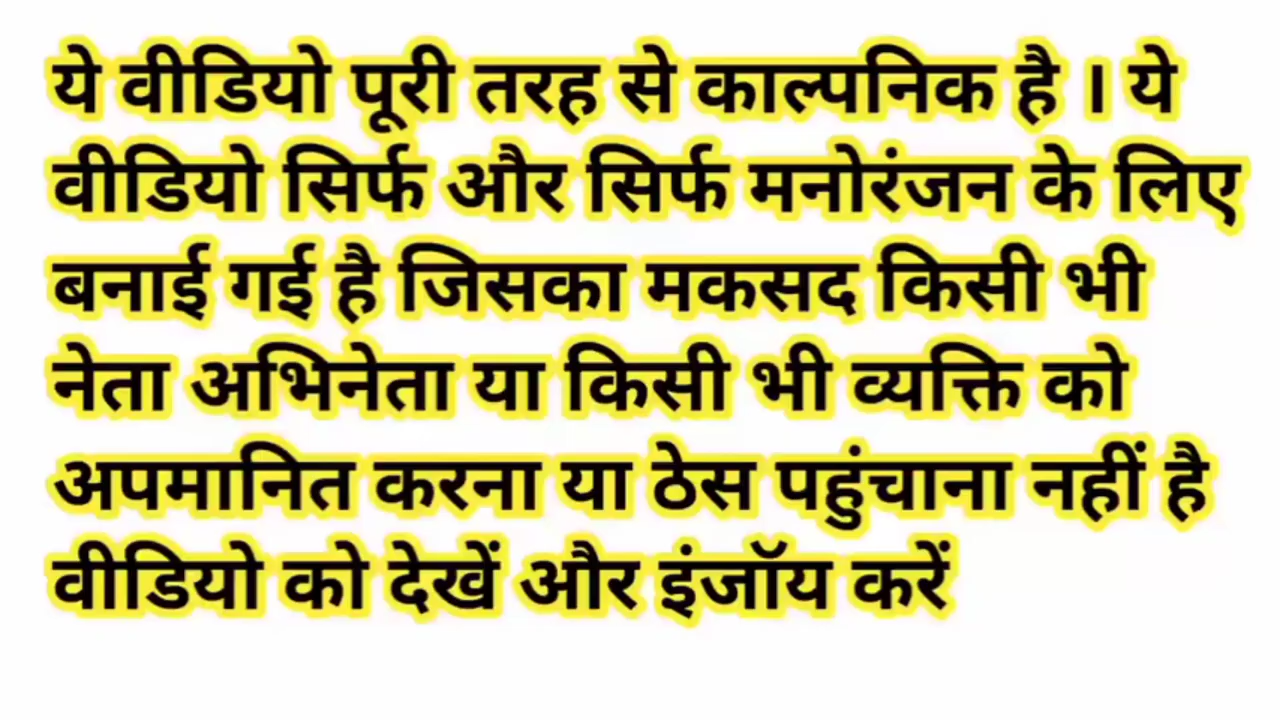 ये वीडियो पूरी तरह से काल्पनिक है । ये
वीडियो सिर्फ और सिर्फ मनोरंजन के लिए
बनाई गई है जिसका मकसद किसी भी
नेता अभिनेता या किसी भी व्यक्ति को
अपमानित करना या ठेस पहुंचाना नहीं है
वीडियो को देखें और इंजॉय करें